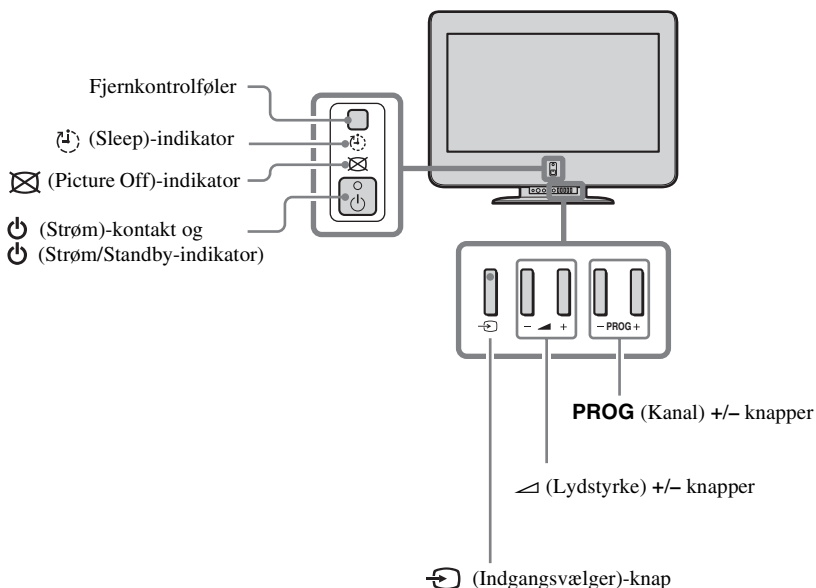 Fjernkontrolføler
(Sleep)-indikator
(Picture Off)-indikator
(Strøm)-kontakt og
(Strøm/Standby-indikator)
– +
– PROG +
PROG (Kanal) +/– knapper
(Lydstyrke) +/– knapper
(Indgangsvælger)-knap